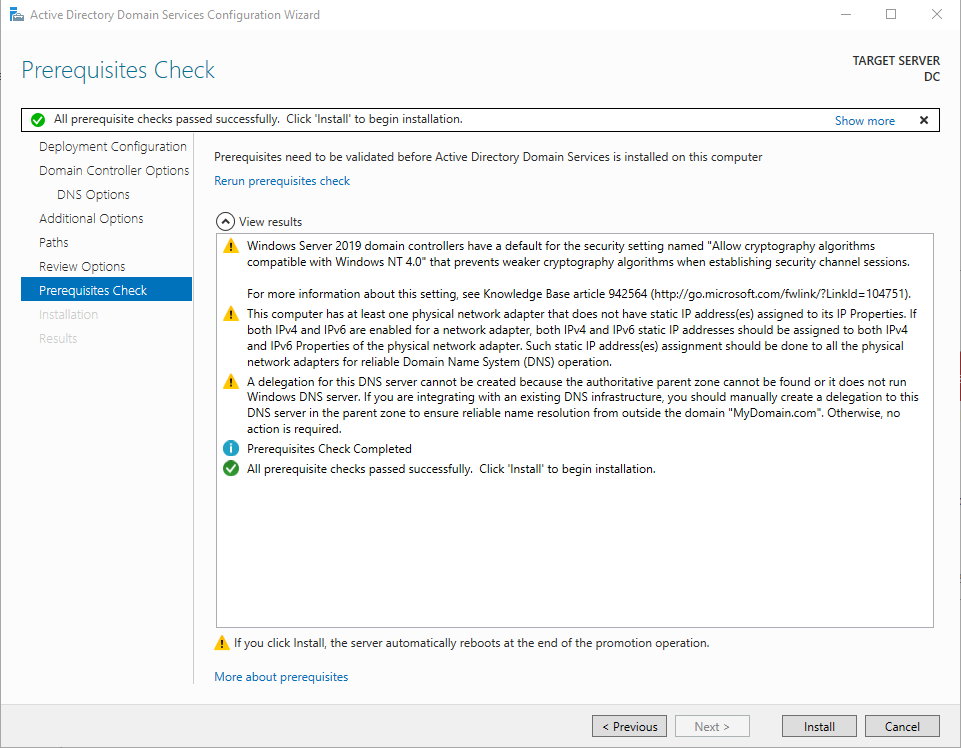 Active Directory Domain Services Configuration Wizard
Prerequisites Check
TARGET SERVER
DC
All prerequisite checks passed successfully.  Click 'Install' to begin installation.
Show more
Deployment Configuration
Domain Controller Options
DNS Options
Additional Options
Paths
Review Options
Prerequisites Check
Installation
Results
Prerequisites need to be validated before Active Directory Domain Services is installed on this computer
Rerun prerequisites check
View results
Windows Server 2019 domain controllers have a default for the security setting named "Allow cryptography algorithms
compatible with Windows NT 4.0" that prevents weaker cryptography algorithms when establishing security channel sessions.
For more information about this setting, see Knowledge Base article 942564 (http://go.microsoft.com/fwlink/?LinkId=104751).
This computer has at least one physical network adapter that does not have static IP address(es) assigned to its IP Properties. If
both IPv4 and IPv6 are enabled for a network adapter, both IPv4 and IPv6 static IP addresses should be assigned to both IPv4
and IPv6 Properties of the physical network adapter. Such static IP address(es) assignment should be done to all the physical
network adapters for reliable Domain Name System (DNS) operation.
A delegation for this DNS server cannot be created because the authoritative parent zone cannot be found or it does not run
Windows DNS server. If you are integrating with an existing DNS infrastructure, you should manually create a delegation to this
DNS server in the parent zone to ensure reliable name resolution from outside the domain "MyDomain.com". Otherwise, no
action is required.
Prerequisites Check Completed
All prerequisite checks passed successfully.  Click 'Install' to begin installation.
If you click Install, the server automatically reboots at the end of the promotion operation.
More about prerequisites
< Previous
Next >
Install
Cancel